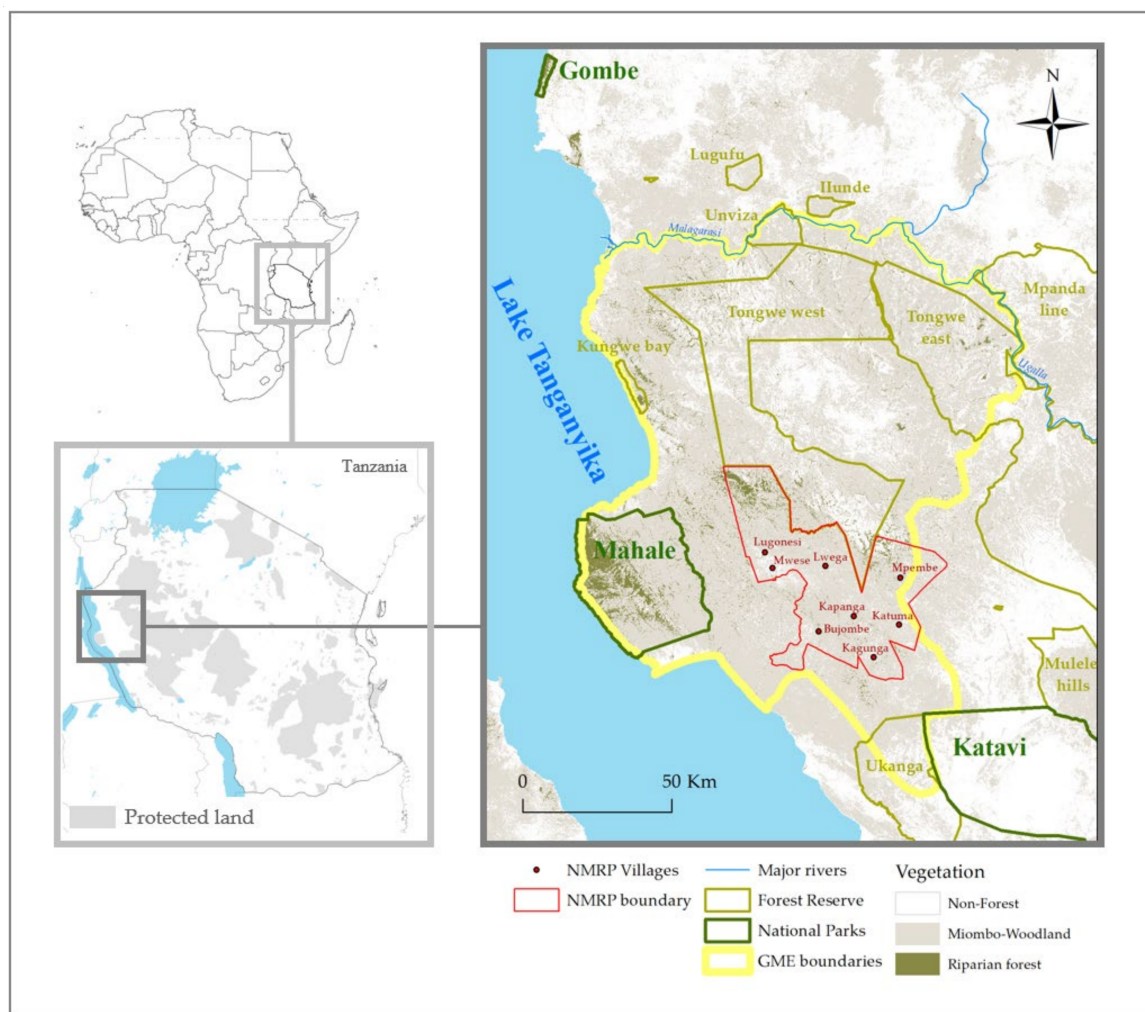 Gombe
N
Lugufu
Ilunde
Unviza
Malagarasi
Lake Tanganyika
Mpanda
line
Tongwe west
Tongwe
east
Kungwe bay
Ugalla
Tanzania
Lugonesi
Mwese
Lwega
Mahale
Mpembe
Kapanga
Katuma
Bujombe
Kagunga
Mulele
hills
Katavi
Ukanga
0 50 Km
Protected land
NMRP Villages
NMRP boundary
Major rivers
Forest Reserve
National Parks
GME boundaries
Vegetation
Non-Forest
Miombo-Woodland
Riparian forest